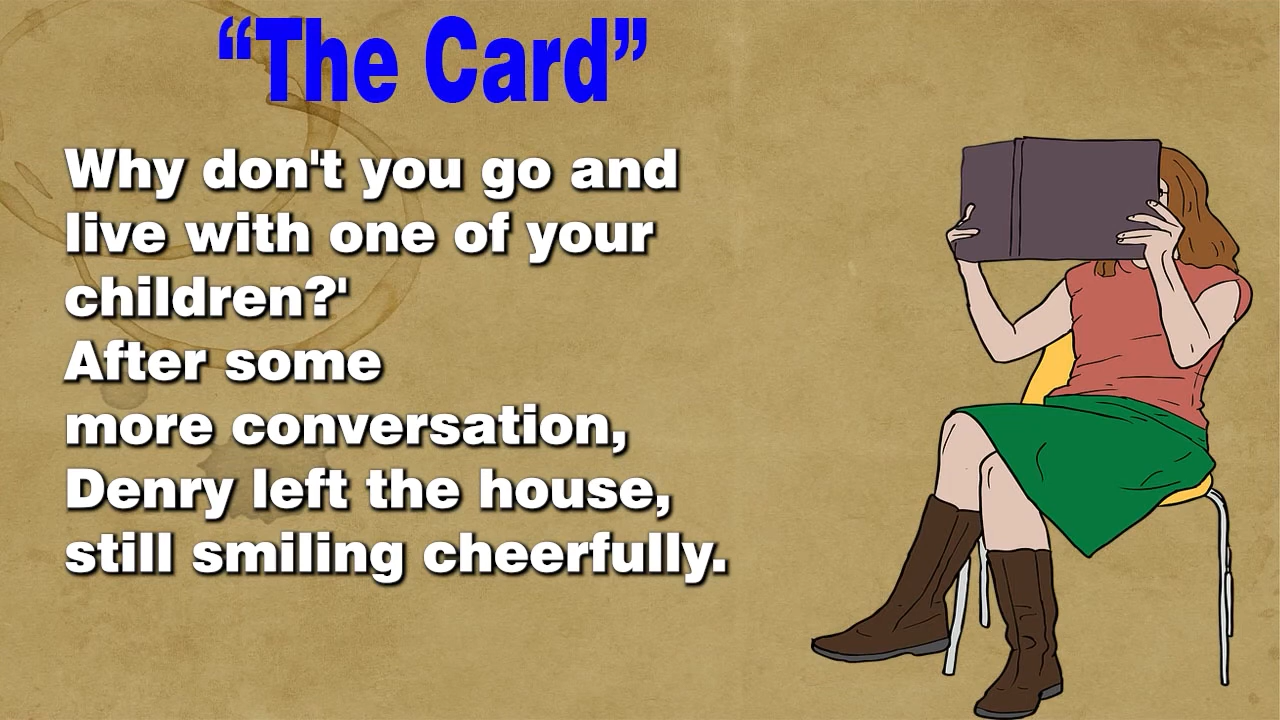 “The Card”
Why don't you go and
live with one of your
children?'
After some
more conversation,
Denry left the house,
still smiling cheerfully.